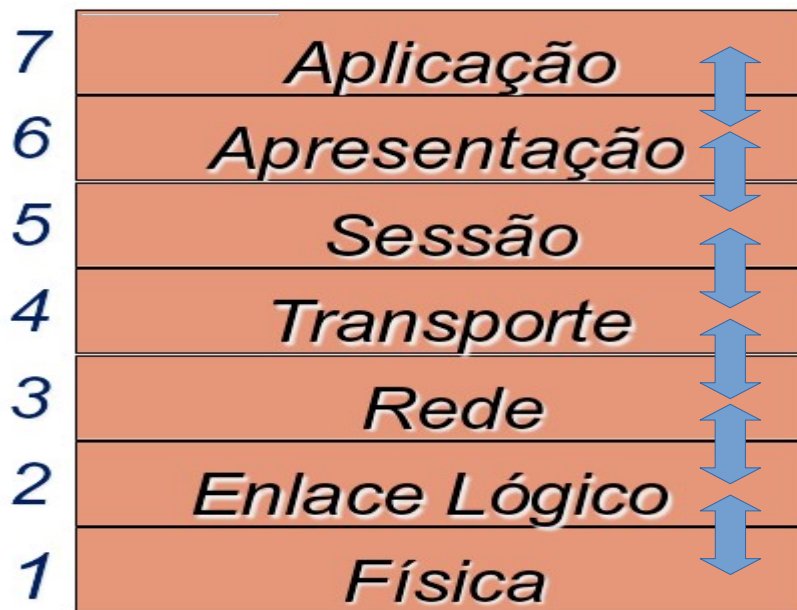 7 Aplicação
6 Apresentação
5 Sessão
4 Transporte
3 Rede
2 Enlace Lógico
1 Física